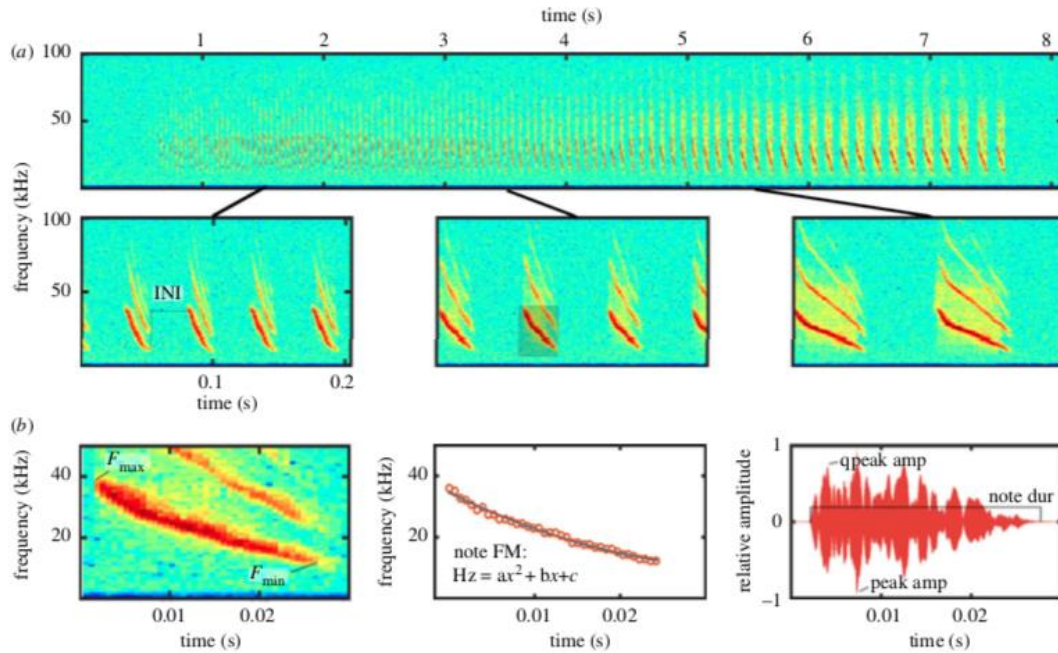 time (s)
(a)
1 2 3 4 5 6 7 8
100
50
frequency (kHz)
100
50
frequency (kHz)
INI
0.1 0.2
time (s)
(b)
40
20
frequency (kHz)
Fmax
Fmin
0.01 0.02
time (s)
40
20
frequency (kHz)
note FM:
Hz = ax² + bx+c
0.01 0.02
time (s)
1
0
–1
relative amplitude
qpeak amp
note dur
peak amp
0.01 0.02
time (s)